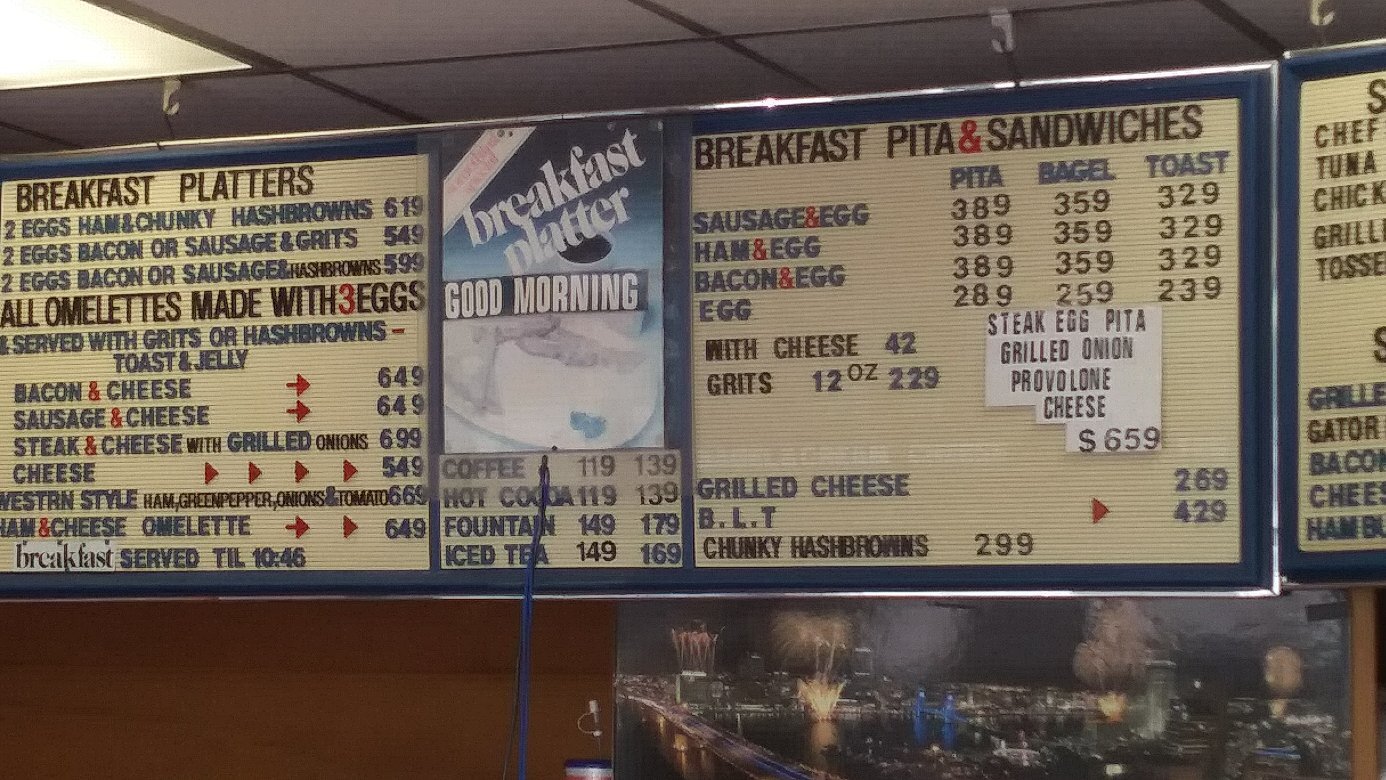 BREAKFAST PLATTERS
2 EGGS HAM&CHUNKY HASHBROWNS 619
2 EGGS BACON OR SAUSAGE&GRITS 549
2 EGGS BACON OR SAUSAGE&HASHBROWNS 599
ALL OMELETTES MADE WITH 3 EGGS
& SERVED WITH GRITS OR HASHBROWNS -
TOAST & JELLY
BACON & CHEESE 649
SAUSAGE & CHEESE 649
STEAK & CHEESE WITH GRILLED ONIONS 699
CHEESE 549
WESTRN STYLE HAM,GREENPEPPER,ONIONS&TOMATO 669
HAM&CHEESE OMELETTE 649
breakfast SERVED TIL 10:46
breakfast
platter
GOOD MORNING
COFFEE 119 139
HOT COCOA 119 139
FOUNTAIN 149 179
ICED TEA 149 169
BREAKFAST PITA & SANDWICHES
PITA BAGEL TOAST
SAUSAGE&EGG 389 359 329
HAM&EGG 389 359 329
BACON&EGG 389 359 329
EGG 289 259 239
WITH CHEESE 42
GRITS 12 OZ 229
STEAK EGG PITA
GRILLED ONION
PROVOLONE
CHEESE
$659
GRILLED CHEESE 269
B.L.T 429
CHUNKY HASHBROWNS 299
S
CHEF
TUNA
CHICK
GRILL
TOSSE
S
GRILLE
GATOR
BACON
CHEES
HAMBU